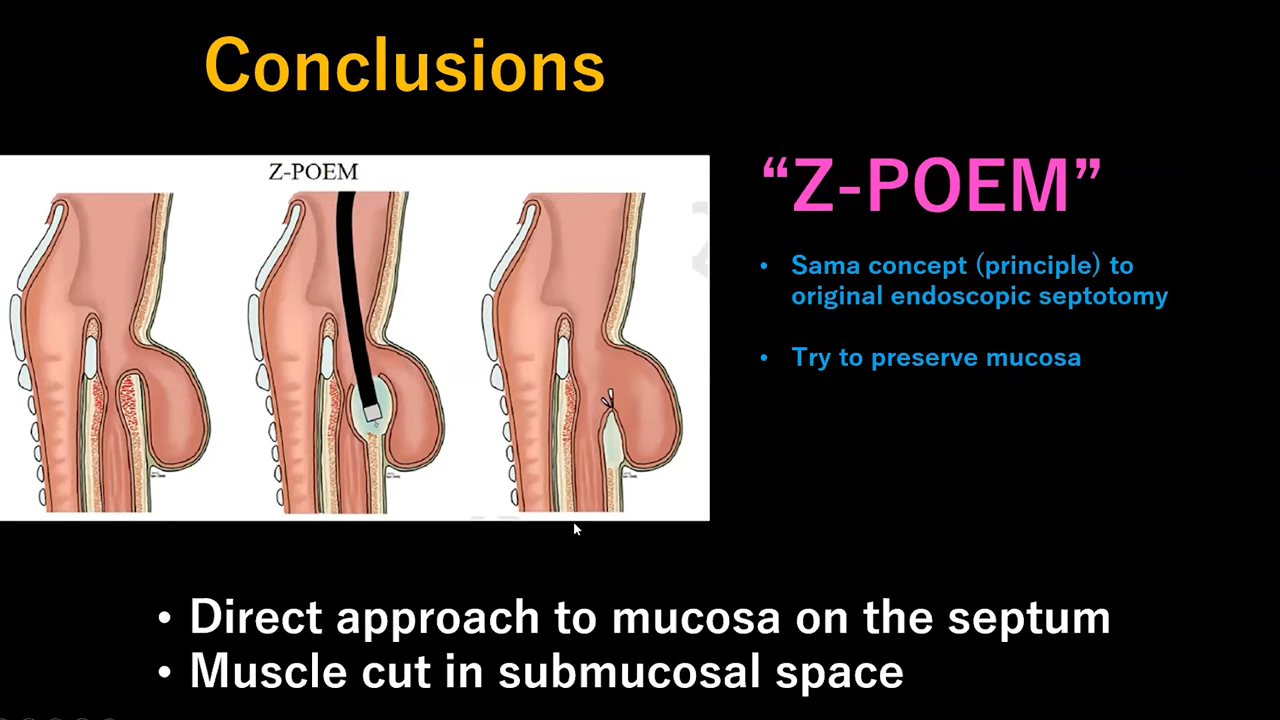 Conclusions
Z-POEM
“Z-POEM”
• Sama concept (principle) to
original endoscopic septotomy
• Try to preserve mucosa
• Direct approach to mucosa on the septum
• Muscle cut in submucosal space